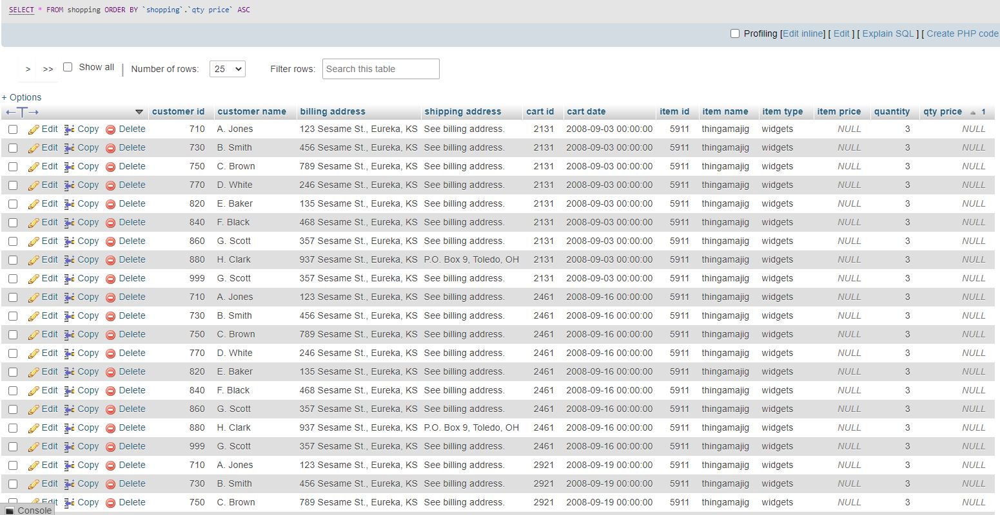 SELECT * FROM shopping ORDER BY `shopping`.`qty price` ASC
Profiling [Edit inline] [ Edit ] [ Explain SQL ] [ Create PHP code
> >> Show all | Number of rows: 25 Filter rows: Search this table
+ Options
←T→ customer id customer name billing address shipping address cart id cart date item id item name item type item price quantity qty price 1
Edit Copy Delete 710 A. Jones 123 Sesame St., Eureka, KS See billing address. 2131 2008-09-03 00:00:00 5911 thingamajig widgets NULL 3 NULL
Edit Copy Delete 730 B. Smith 456 Sesame St., Eureka, KS See billing address. 2131 2008-09-03 00:00:00 5911 thingamajig widgets NULL 3 NULL
Edit Copy Delete 750 C. Brown 789 Sesame St., Eureka, KS See billing address. 2131 2008-09-03 00:00:00 5911 thingamajig widgets NULL 3 NULL
Edit Copy Delete 770 D. White 246 Sesame St., Eureka, KS See billing address. 2131 2008-09-03 00:00:00 5911 thingamajig widgets NULL 3 NULL
Edit Copy Delete 820 E. Baker 135 Sesame St., Eureka, KS See billing address. 2131 2008-09-03 00:00:00 5911 thingamajig widgets NULL 3 NULL
Edit Copy Delete 840 F. Black 468 Sesame St., Eureka, KS See billing address. 2131 2008-09-03 00:00:00 5911 thingamajig widgets NULL 3 NULL
Edit Copy Delete 860 G. Scott 357 Sesame St., Eureka, KS See billing address. 2131 2008-09-03 00:00:00 5911 thingamajig widgets NULL 3 NULL
Edit Copy Delete 880 H. Clark 937 Sesame St., Eureka, KS P.O. Box 9, Toledo, OH 2131 2008-09-03 00:00:00 5911 thingamajig widgets NULL 3 NULL
Edit Copy Delete 999 G. Scott 357 Sesame St., Eureka, KS See billing address. 2131 2008-09-03 00:00:00 5911 thingamajig widgets NULL 3 NULL
Edit Copy Delete 710 A. Jones 123 Sesame St., Eureka, KS See billing address. 2461 2008-09-16 00:00:00 5911 thingamajig widgets NULL 3 NULL
Edit Copy Delete 730 B. Smith 456 Sesame St., Eureka, KS See billing address. 2461 2008-09-16 00:00:00 5911 thingamajig widgets NULL 3 NULL
Edit Copy Delete 750 C. Brown 789 Sesame St., Eureka, KS See billing address. 2461 2008-09-16 00:00:00 5911 thingamajig widgets NULL 3 NULL
Edit Copy Delete 770 D. White 246 Sesame St., Eureka, KS See billing address. 2461 2008-09-16 00:00:00 5911 thingamajig widgets NULL 3 NULL
Edit Copy Delete 820 E. Baker 135 Sesame St., Eureka, KS See billing address. 2461 2008-09-16 00:00:00 5911 thingamajig widgets NULL 3 NULL
Edit Copy Delete 840 F. Black 468 Sesame St., Eureka, KS See billing address. 2461 2008-09-16 00:00:00 5911 thingamajig widgets NULL 3 NULL
Edit Copy Delete 860 G. Scott 357 Sesame St., Eureka, KS See billing address. 2461 2008-09-16 00:00:00 5911 thingamajig widgets NULL 3 NULL
Edit Copy Delete 880 H. Clark 937 Sesame St., Eureka, KS P.O. Box 9, Toledo, OH 2461 2008-09-16 00:00:00 5911 thingamajig widgets NULL 3 NULL
Edit Copy Delete 999 G. Scott 357 Sesame St., Eureka, KS See billing address. 2461 2008-09-16 00:00:00 5911 thingamajig widgets NULL 3 NULL
Edit Copy Delete 710 A. Jones 123 Sesame St., Eureka, KS See billing address. 2921 2008-09-19 00:00:00 5911 thingamajig widgets NULL 3 NULL
Edit Copy Delete 730 B. Smith 456 Sesame St., Eureka, KS See billing address. 2921 2008-09-19 00:00:00 5911 thingamajig widgets NULL 3 NULL
Edit Copy Delete 750 C. Brown 789 Sesame St., Eureka, KS See billing address. 2921 2008-09-19 00:00:00 5911 thingamajig widgets NULL 3 NULL
Console